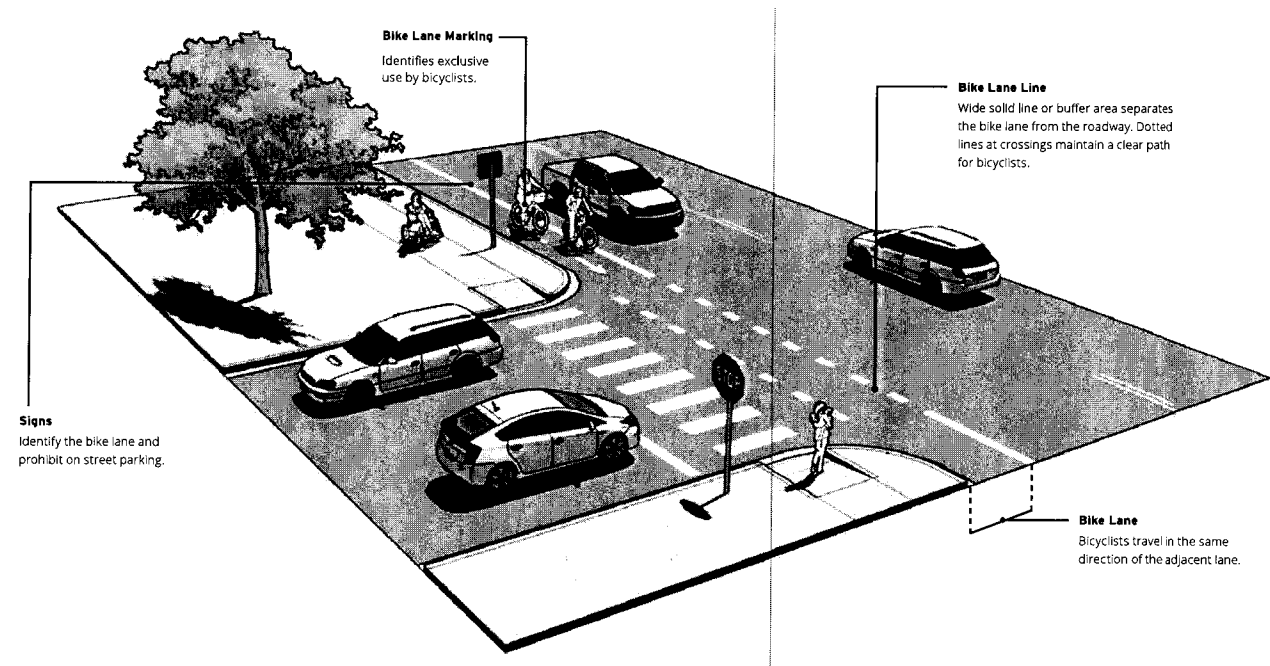 Bike Lane Marking
Identifies exclusive
use by bicyclists.
Bike Lane Line
Wide solid line or buffer area separates
the bike lane from the roadway. Dotted
lines at crossings maintain a clear path
for bicyclists.
STOP
Signs
Identify the bike lane and
prohibit on street parking.
Bike Lane
Bicyclists travel in the same
direction of the adjacent lane.